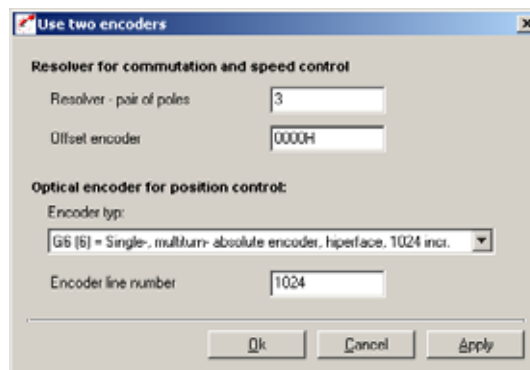 Use two encoders
Resolver for commutation and speed control
Resolver - pair of poles 3
Offset encoder 0000H
Optical encoder for position control:
Encoder typ:
G6 (6) = Single-, multiturn- absolute encoder, hiperface, 1024 incr.
Encoder line number 1024
Ok Cancel Apply